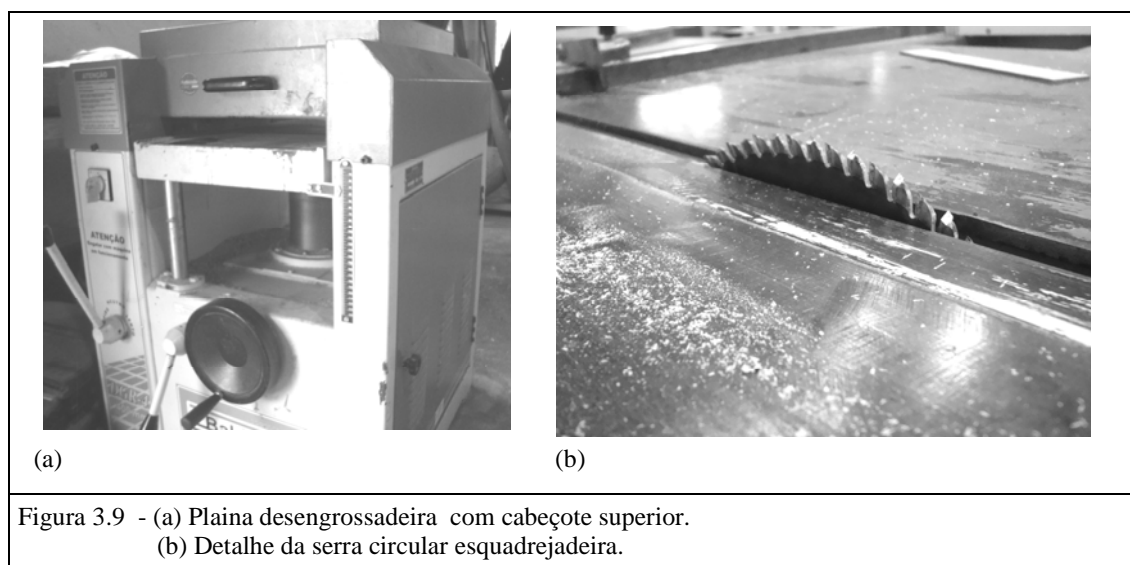 ATENÇÃO
ATENÇÃO
(a)
(b)
Figura 3.9 - (a) Plaina desengrossadeira com cabeçote superior.
(b) Detalhe da serra circular esquadrejadeira.